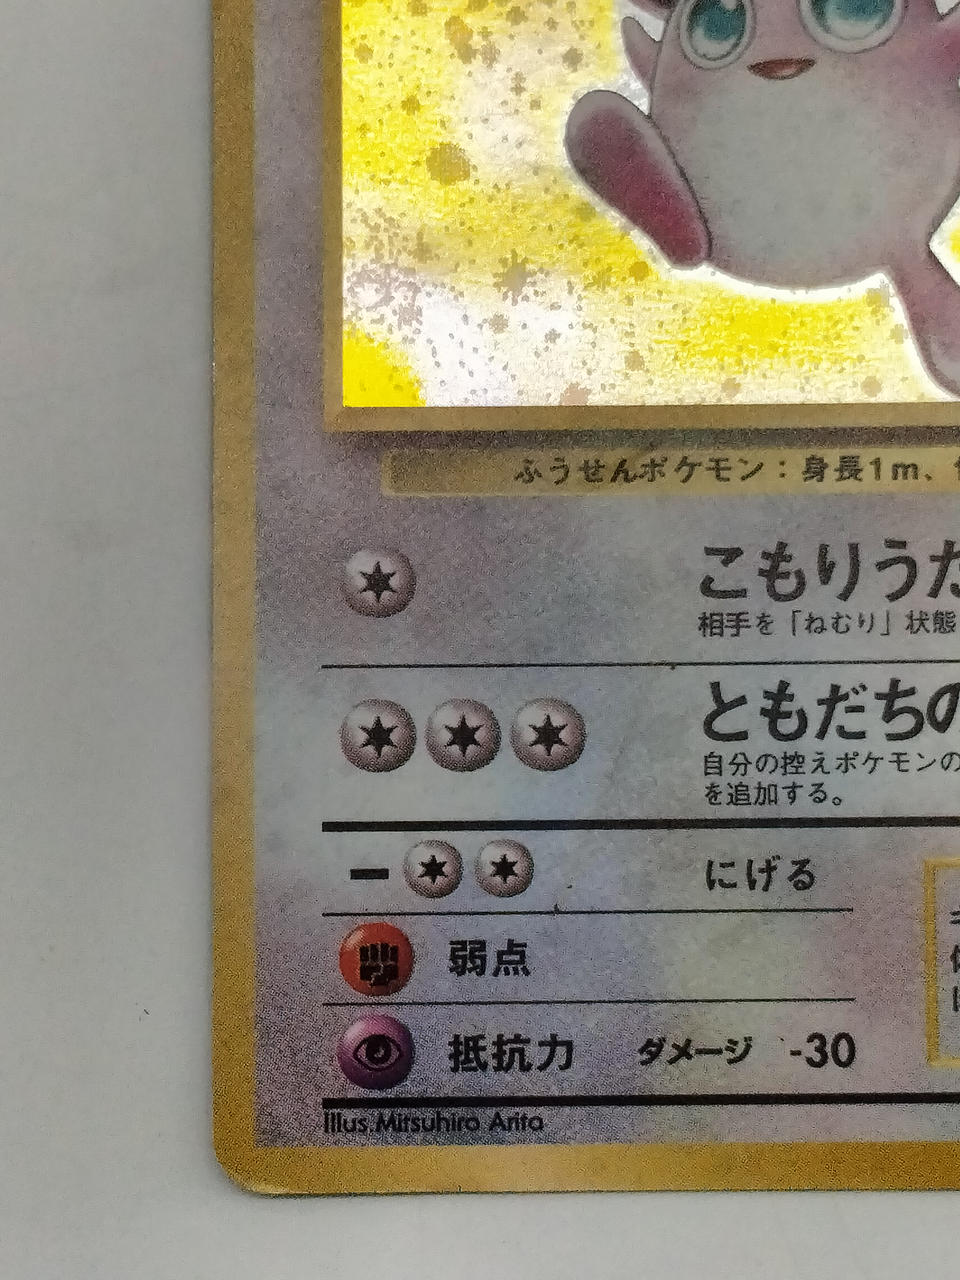 ふうせんポケモン：身長1m、
こもりうた
相手を「ねむり」状態
ともだちの
自分の控えポケモンの
を追加する。
にげる
弱点
抵抗力 ダメージ -30
Illus.Mitsuhiro Arita